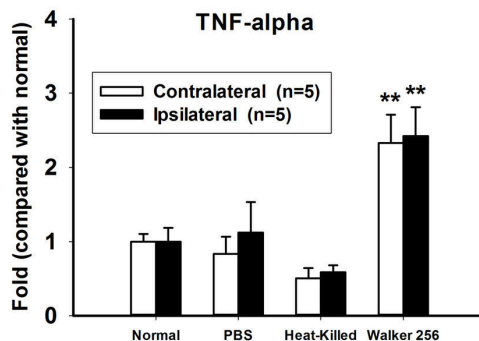 TNF-alpha
Fold (compared with normal)
4
3
2
1
0
Contralateral (n=5)
Ipsilateral (n=5)
** **
Normal PBS Heat-Killed Walker 256